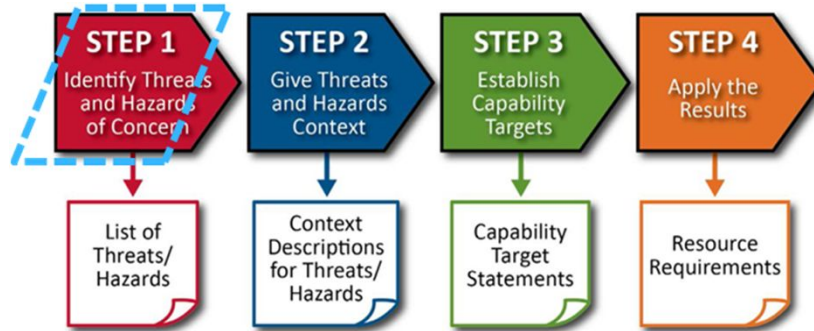 STEP 1
Identify Threats
and Hazards
of Concern
STEP 2
Give Threats
and Hazards
Context
STEP 3
Establish
Capability
Targets
STEP 4
Apply the
Results
List of
Threats/
Hazards
Context
Descriptions
for Threats/
Hazards
Capability
Target
Statements
Resource
Requirements